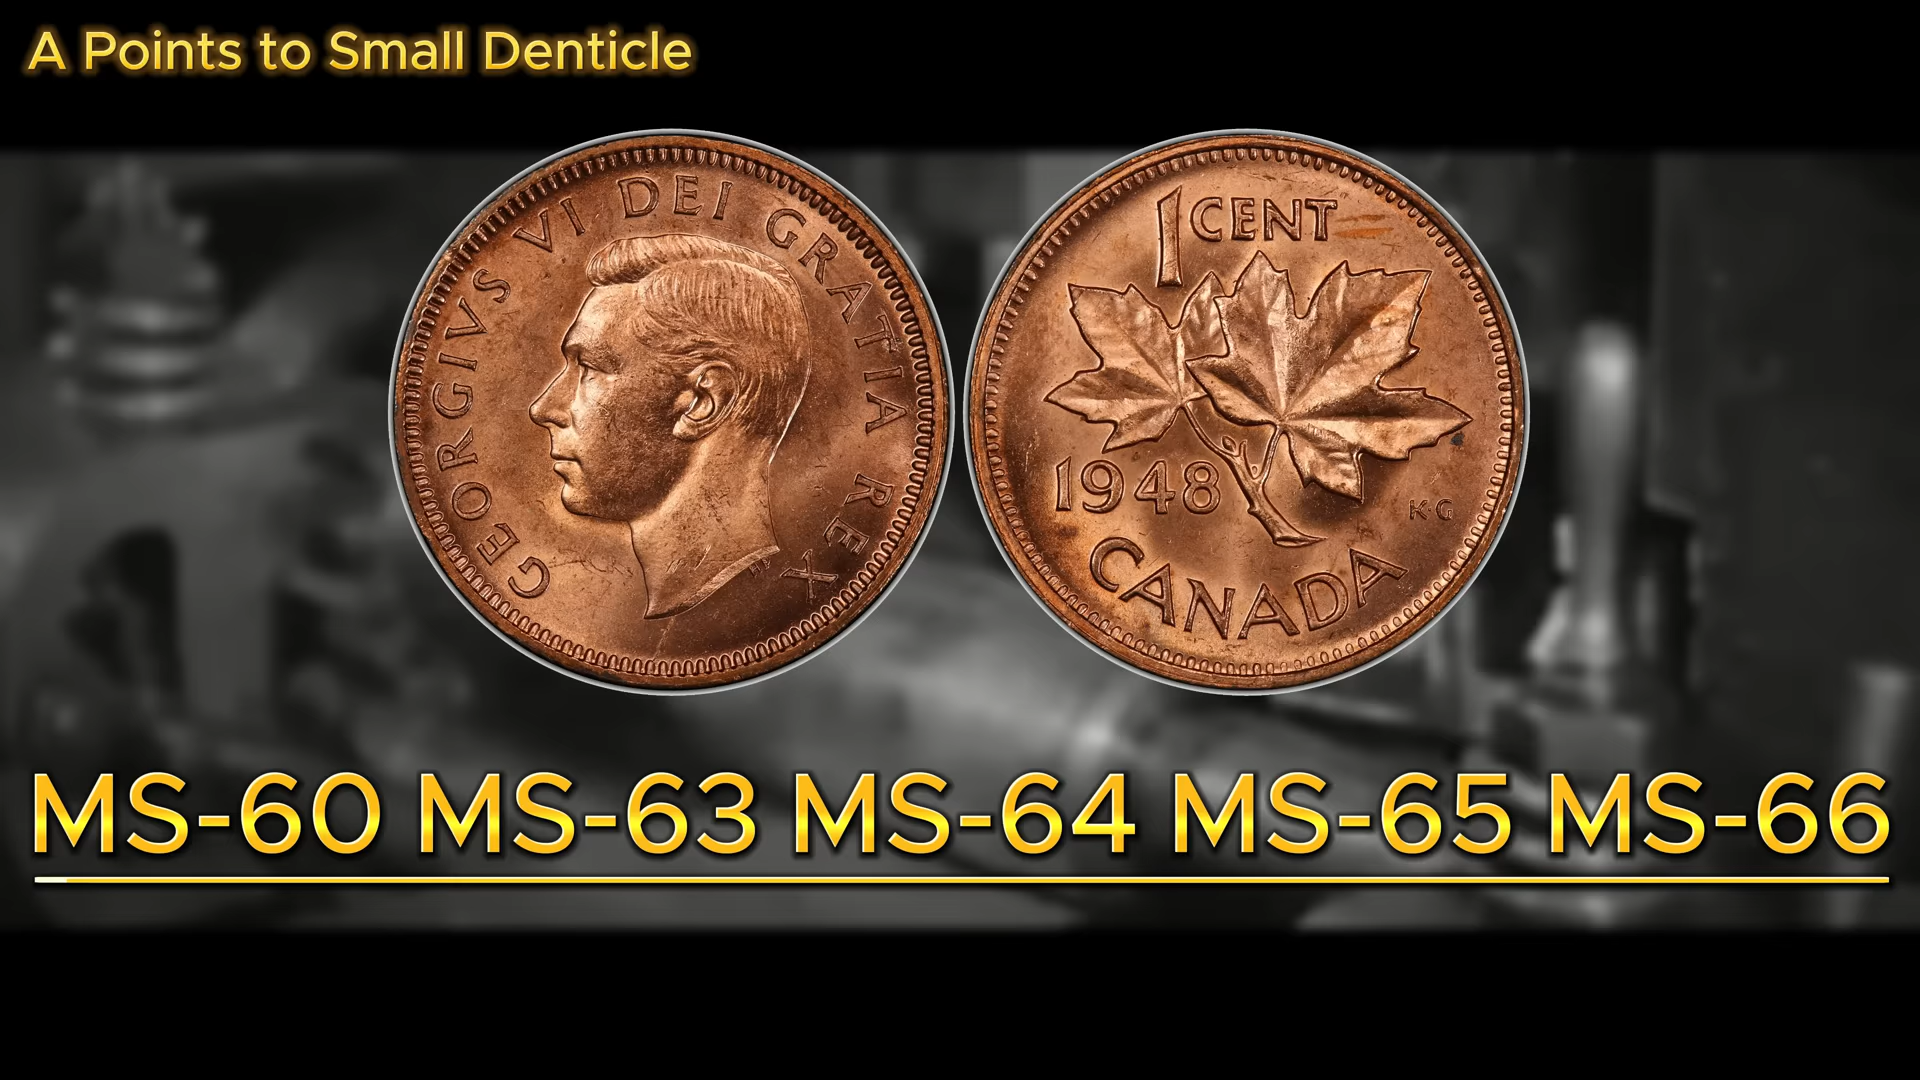 A Points to Small Denticle
GEORGIVS VI DEI GRATIA REX
1 CENT
1948
K·G
CANADA
MS-60 MS-63 MS-64 MS-65 MS-66